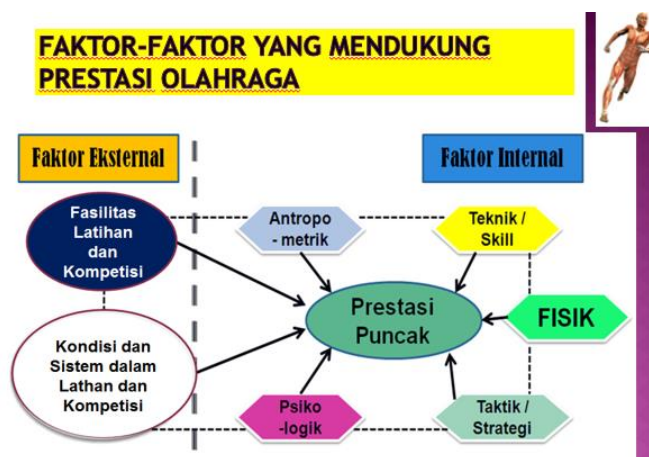 FAKTOR-FAKTOR YANG MENDUKUNG
PRESTASI OLAHRAGA
Faktor Eksternal
Faktor Internal
Fasilitas
Latihan
dan
Kompetisi
Antropo
- metrik
Teknik /
Skill
Prestasi
Puncak
FISIK
Kondisi dan
Sistem dalam
Lathan dan
Kompetisi
Psiko
-logik
Taktik /
Strategi